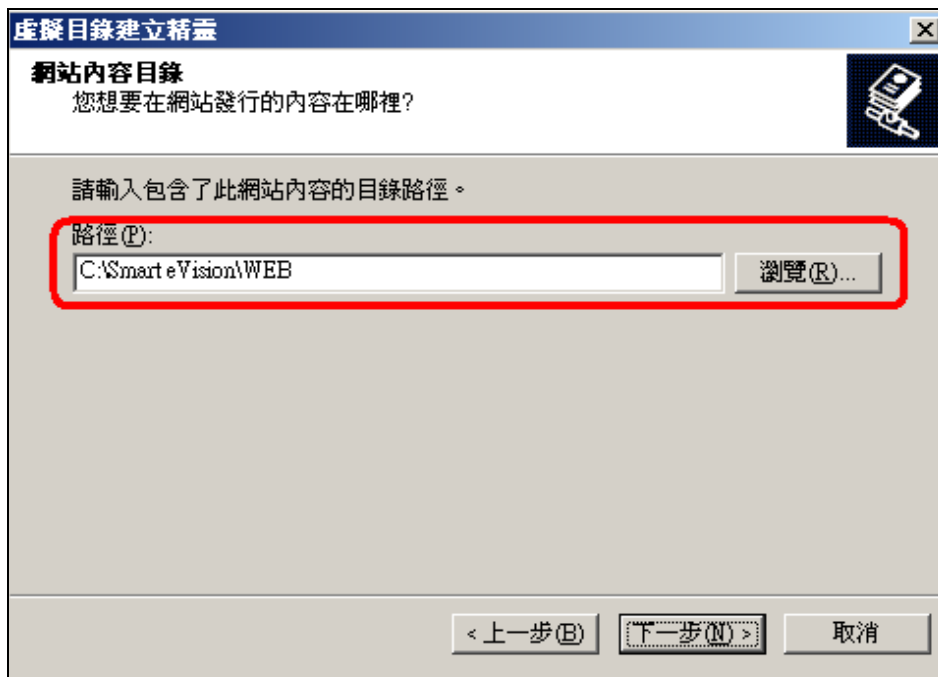 虛擬目錄建立精靈
網站內容目錄
您想要在網站發行的內容在哪裡?
請輸入包含了此網站內容的目錄路徑。
路徑(P):
C:\Smart eVision\WEB
瀏覽(R)...
< 上一步(B)
下一步(N) >
取消